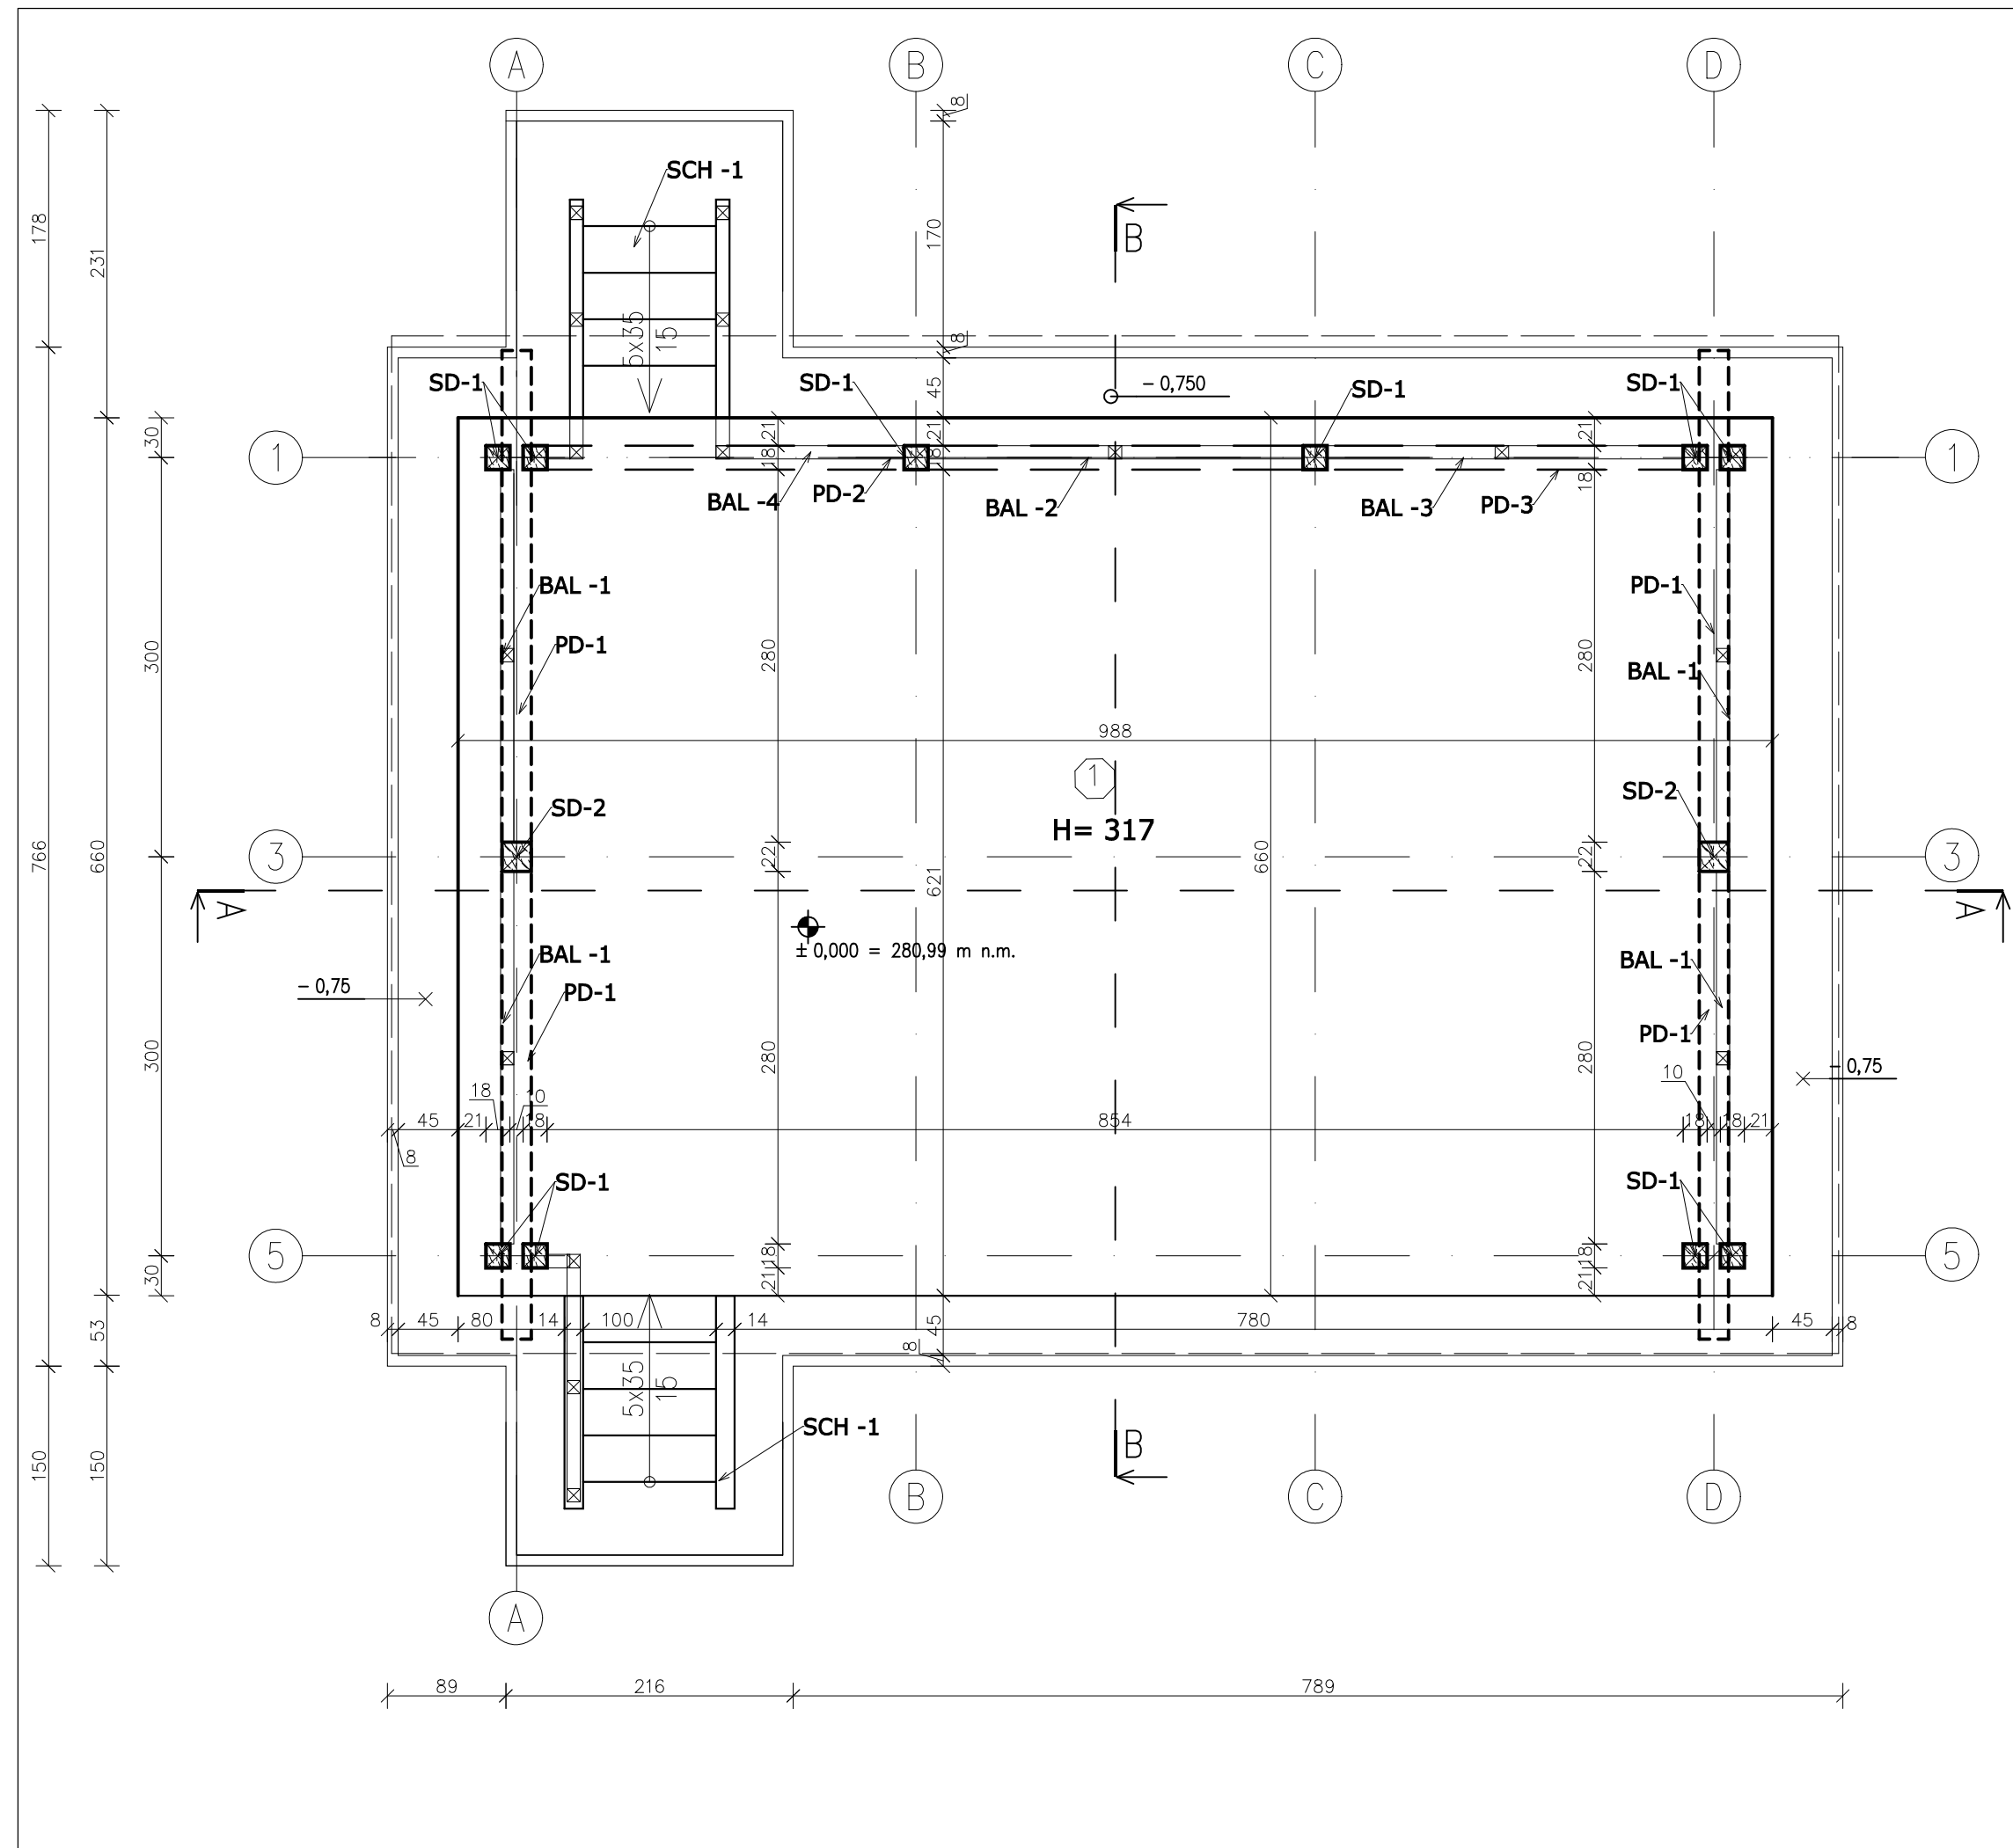 A
B
C
D
8
SCH -1
178
231
170
B
5x35
15
8
SD-1
SD-1
45
- 0,750
SD-1
SD-1
30
21
21
21
1
18
18
18
1
BAL -4
PD-2
BAL -2
BAL -3
PD-3
BAL -1
PD-1
PD-1
BAL -1
300
280
280
988
1
H= 317
SD-2
SD-2
766
660
3
22
621
660
22
3
A
A
± 0,000 = 280,99 m n.m.
BAL -1
PD-1
BAL -1
PD-1
- 0,75
- 0,75
300
280
280
18
10
10
45
21
18
854
18
18
21
8
SD-1
SD-1
5
18
18
5
30
21
21
8
45
80
14
100
14
45
780
45
8
53
8
5x35
15
SCH -1
B
150
150
B
C
D
A
89
216
789